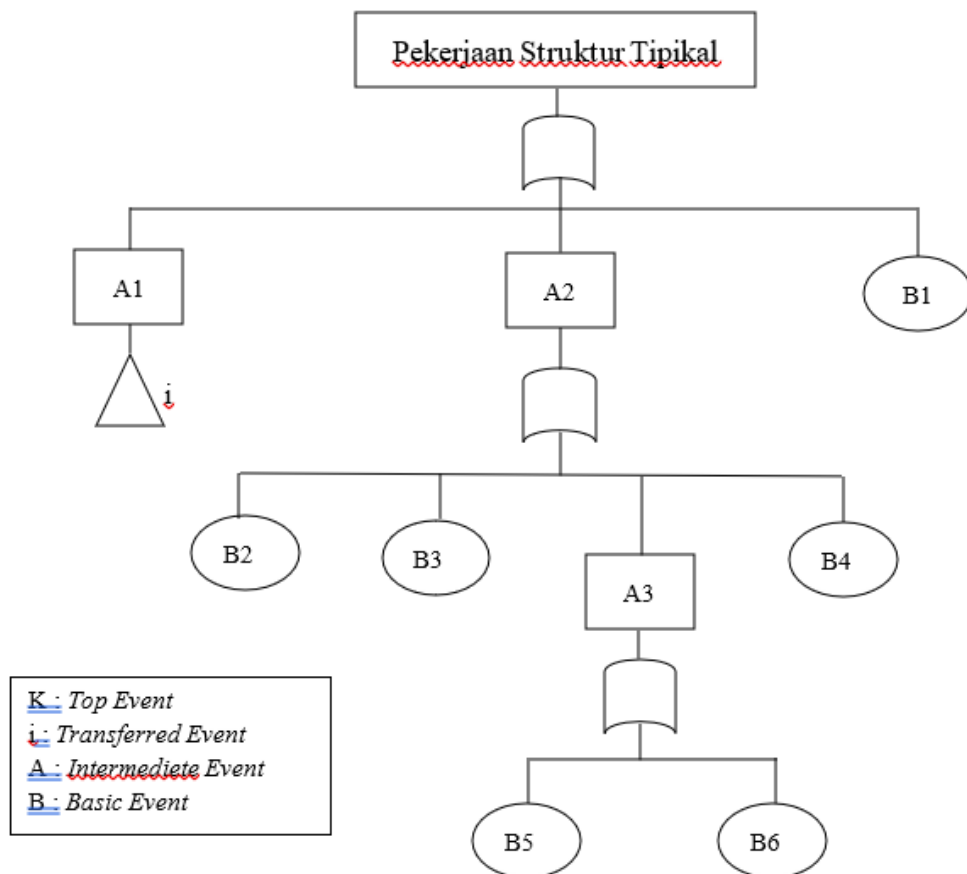 Pekerjaan Struktur Tipikal
A1
A2
B1
i
B2
B3
B4
A3
K : Top Event
i : Transferred Event
A : Intermediete Event
B : Basic Event
B5
B6